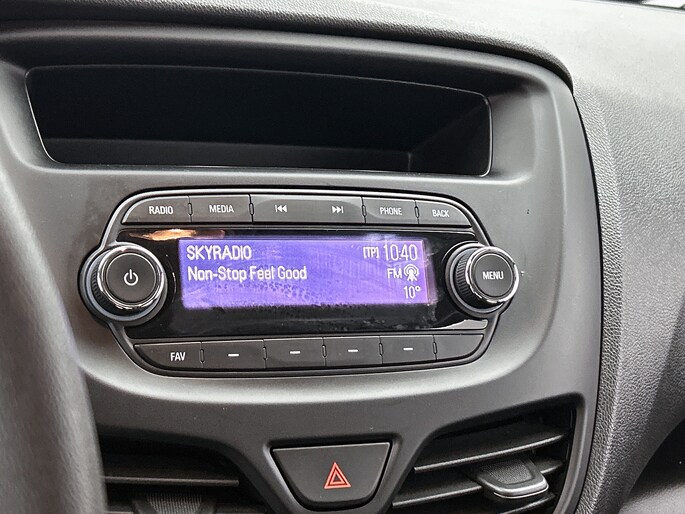 RADIO MEDIA PHONE BACK
SKYRADIO [TP] 10:40
Non-Stop Feel Good FM
10°
MENU
FAV